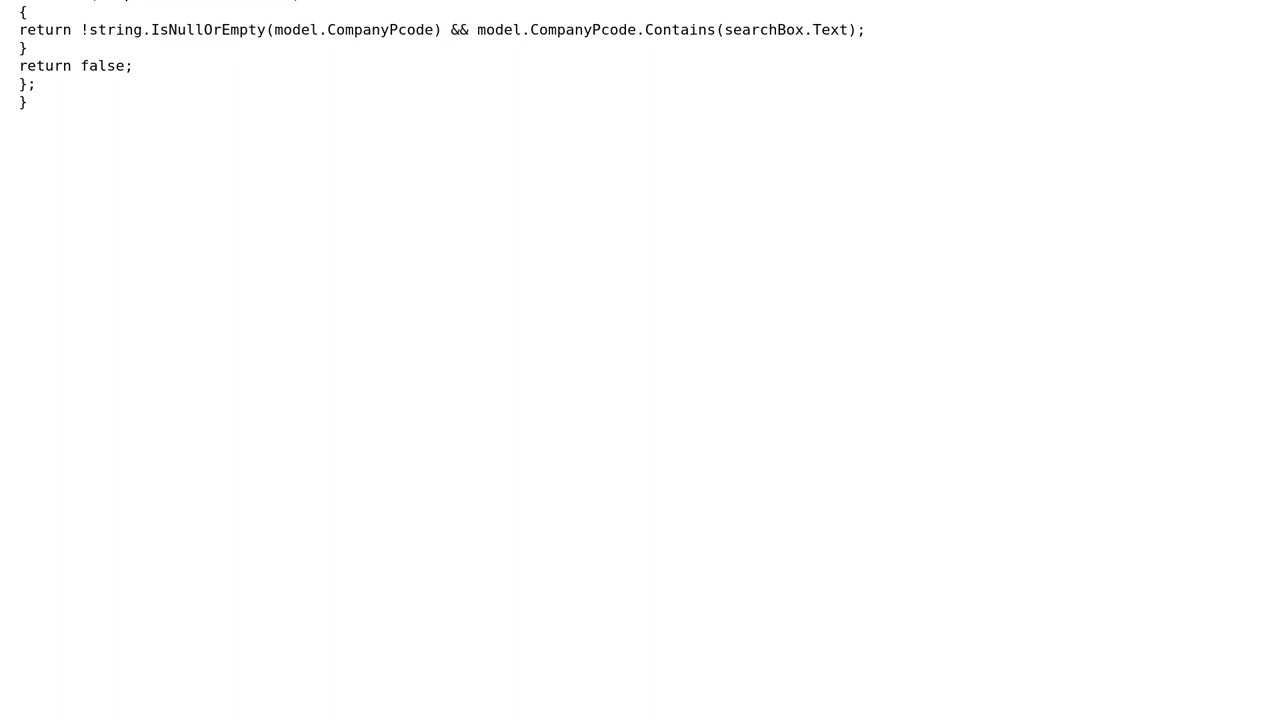 {
return !string.IsNullOrEmpty(model.CompanyPcode) && model.CompanyPcode.Contains(searchBox.Text);
}
return false;
};
}